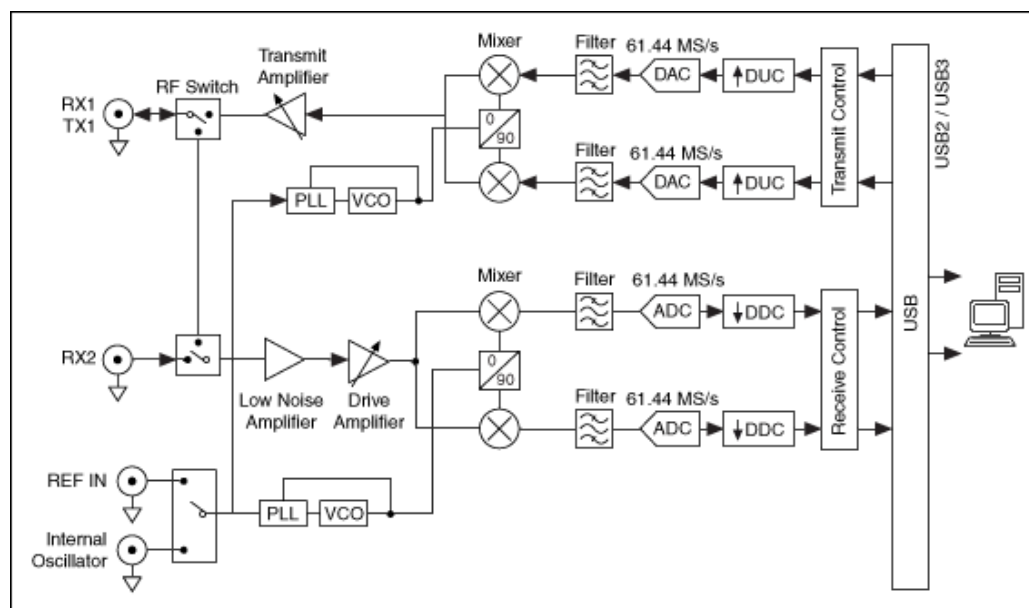 Mixer
Filter
61.44 MS/s
Transmit
Amplifier
RF Switch
RX1
TX1
DAC
↑DUC
0
90
Transmit Control
USB2 / USB3
Filter
61.44 MS/s
DAC
↑DUC
PLL
VCO
Mixer
Filter
61.44 MS/s
ADC
↓DDC
RX2
0
90
Low Noise
Amplifier
Drive
Amplifier
Receive Control
USB
Filter
61.44 MS/s
ADC
↓DDC
REF IN
PLL
VCO
Internal
Oscillator